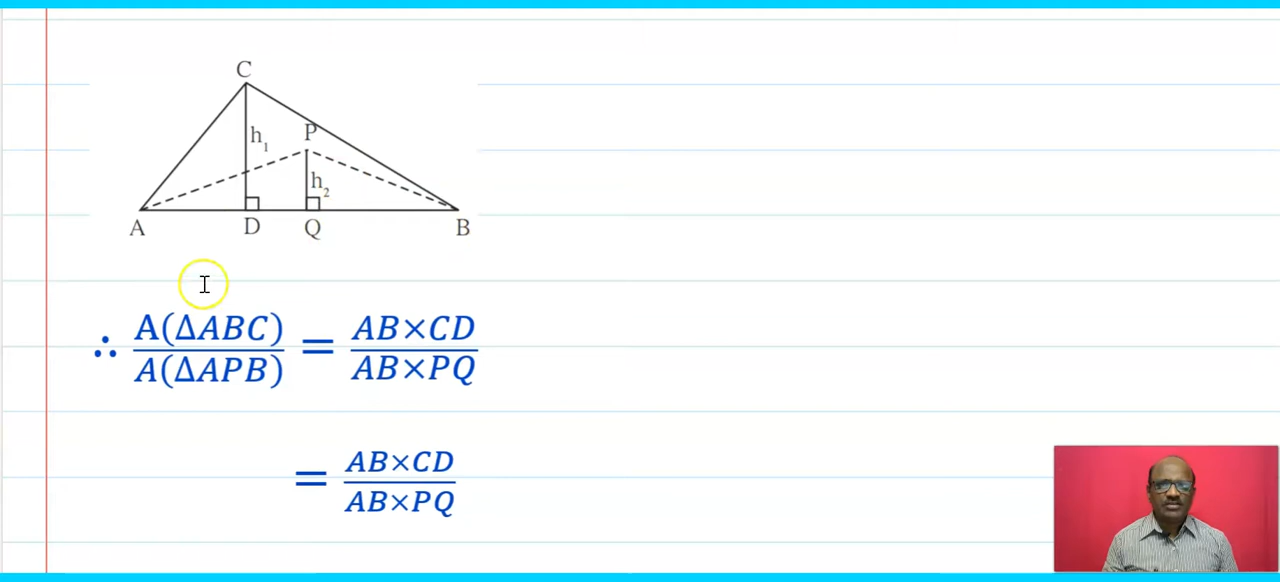 C
h₁ P
h₂
A D Q B
∴ A(ΔABC) / A(ΔAPB) = AB×CD / AB×PQ
= AB×CD / AB×PQ